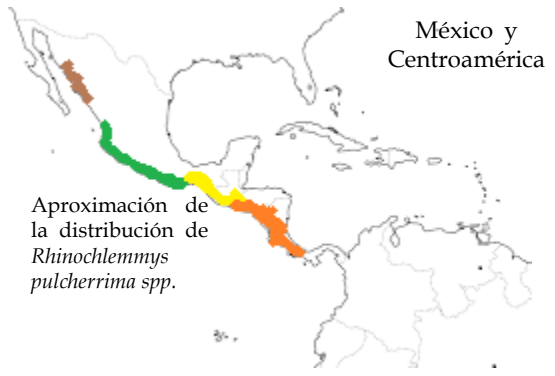 México y
Centroamérica
Aproximación de
la distribución de
Rhinochlemmys
pulcherrima spp.